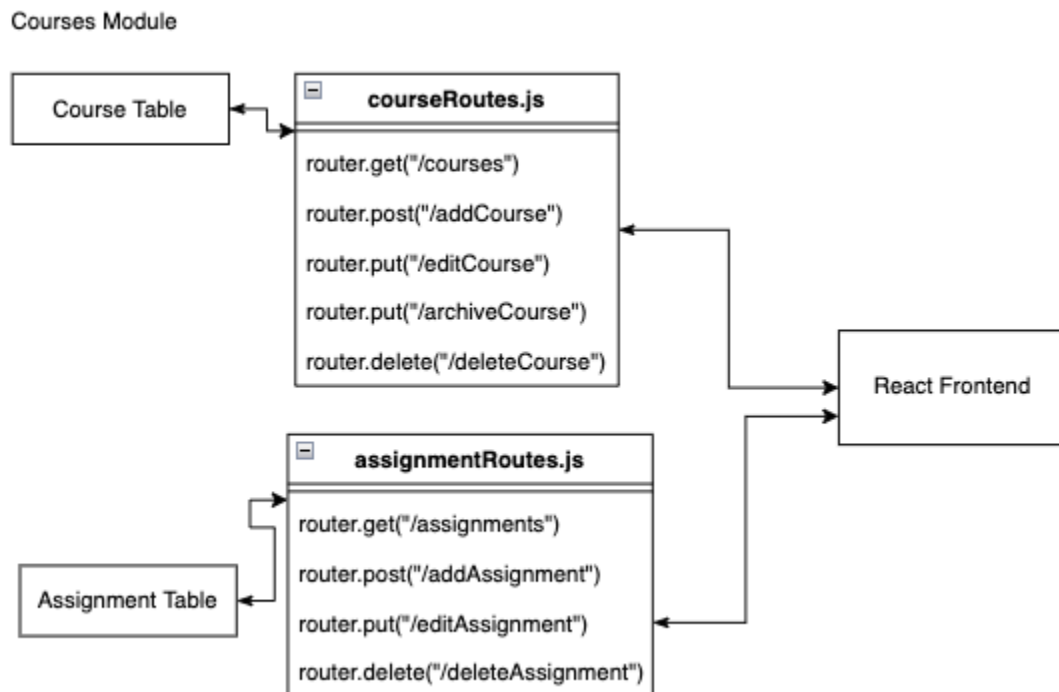 Courses Module
Course Table
courseRoutes.js
router.get("/courses")
router.post("/addCourse")
router.put("/editCourse")
router.put("/archiveCourse")
router.delete("/deleteCourse")
React Frontend
assignmentRoutes.js
router.get("/assignments")
router.post("/addAssignment")
router.put("/editAssignment")
router.delete("/deleteAssignment")
Assignment Table